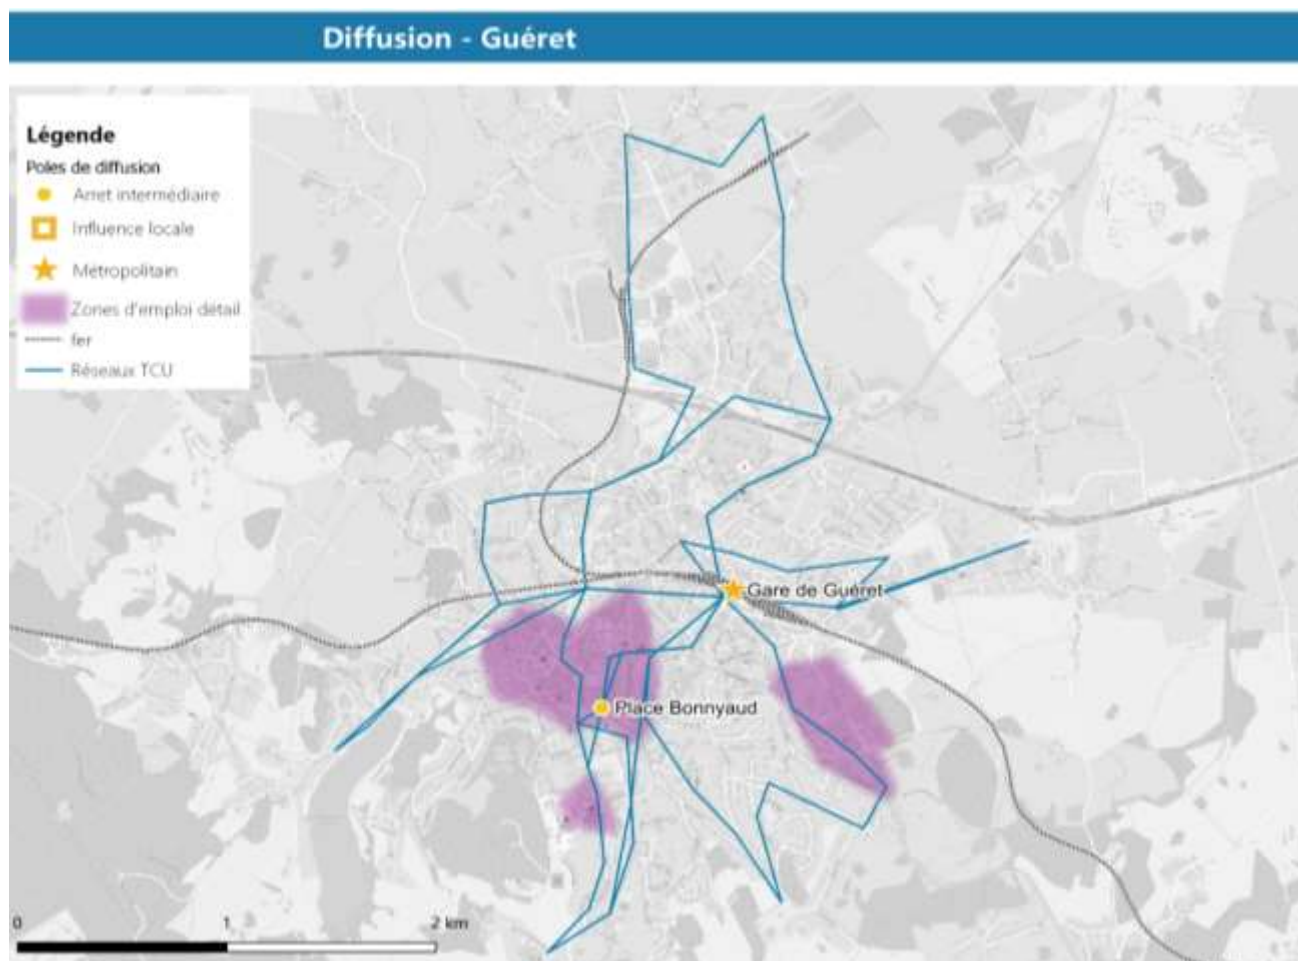 Diffusion - Guéret
Légende
Poles de diffusion
Arret intermédiaire
Influence locale
Métropolitain
Zones d'emploi détail
fer
Réseaux TCU
Gare de Guéret
Place Bonnyaud
0 1 2 km